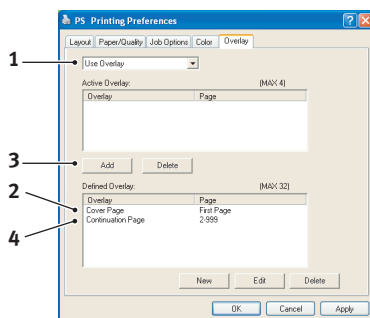 PS Printing Preferences
Layout Paper/Quality Job Options Color Overlay
1
Use Overlay
Active Overlay: (MAX 4)
Overlay Page
3
Add Delete
Defined Overlay: (MAX 32)
Overlay Page
2
Cover Page First Page
Continuation Page 2-999
4
New Edit Delete
OK Cancel Apply